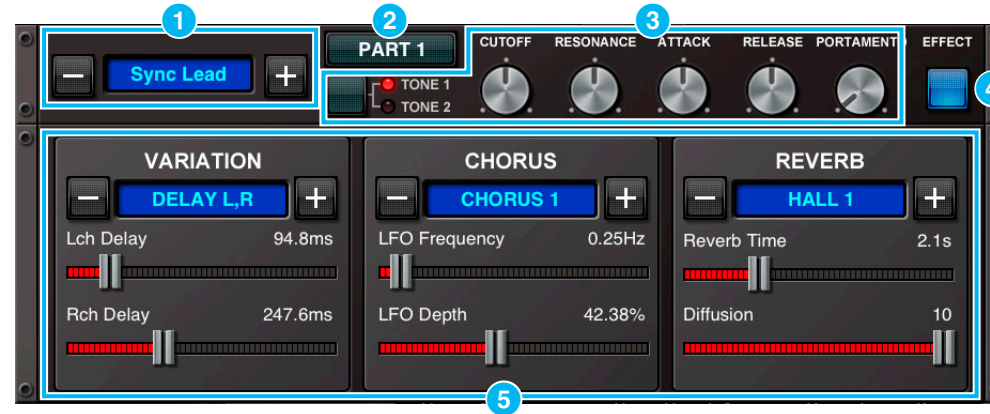 1
2
3
4
Sync Lead
PART 1
TONE 1
TONE 2
CUTOFF RESONANCE ATTACK RELEASE PORTAMENTO EFFECT
VARIATION
DELAY L,R
Lch Delay 94.8ms
Rch Delay 247.6ms
CHORUS
CHORUS 1
LFO Frequency 0.25Hz
LFO Depth 42.38%
REVERB
HALL 1
Reverb Time 2.1s
Diffusion 10
5